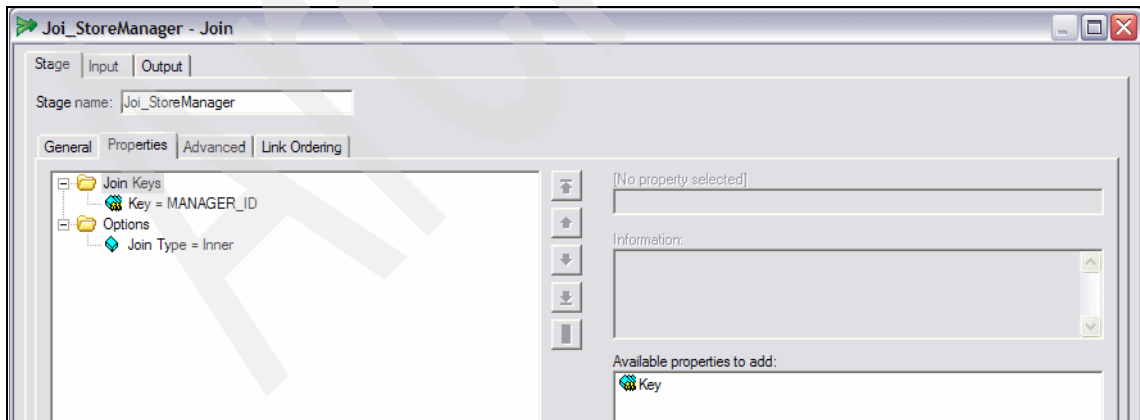 Joi_StoreManager - Join
Stage Input Output
Stage name: Joi_StoreManager
General Properties Advanced Link Ordering
Join Keys
Key = MANAGER_ID
Options
Join Type = Inner
[No property selected]
Information:
Available properties to add:
Key